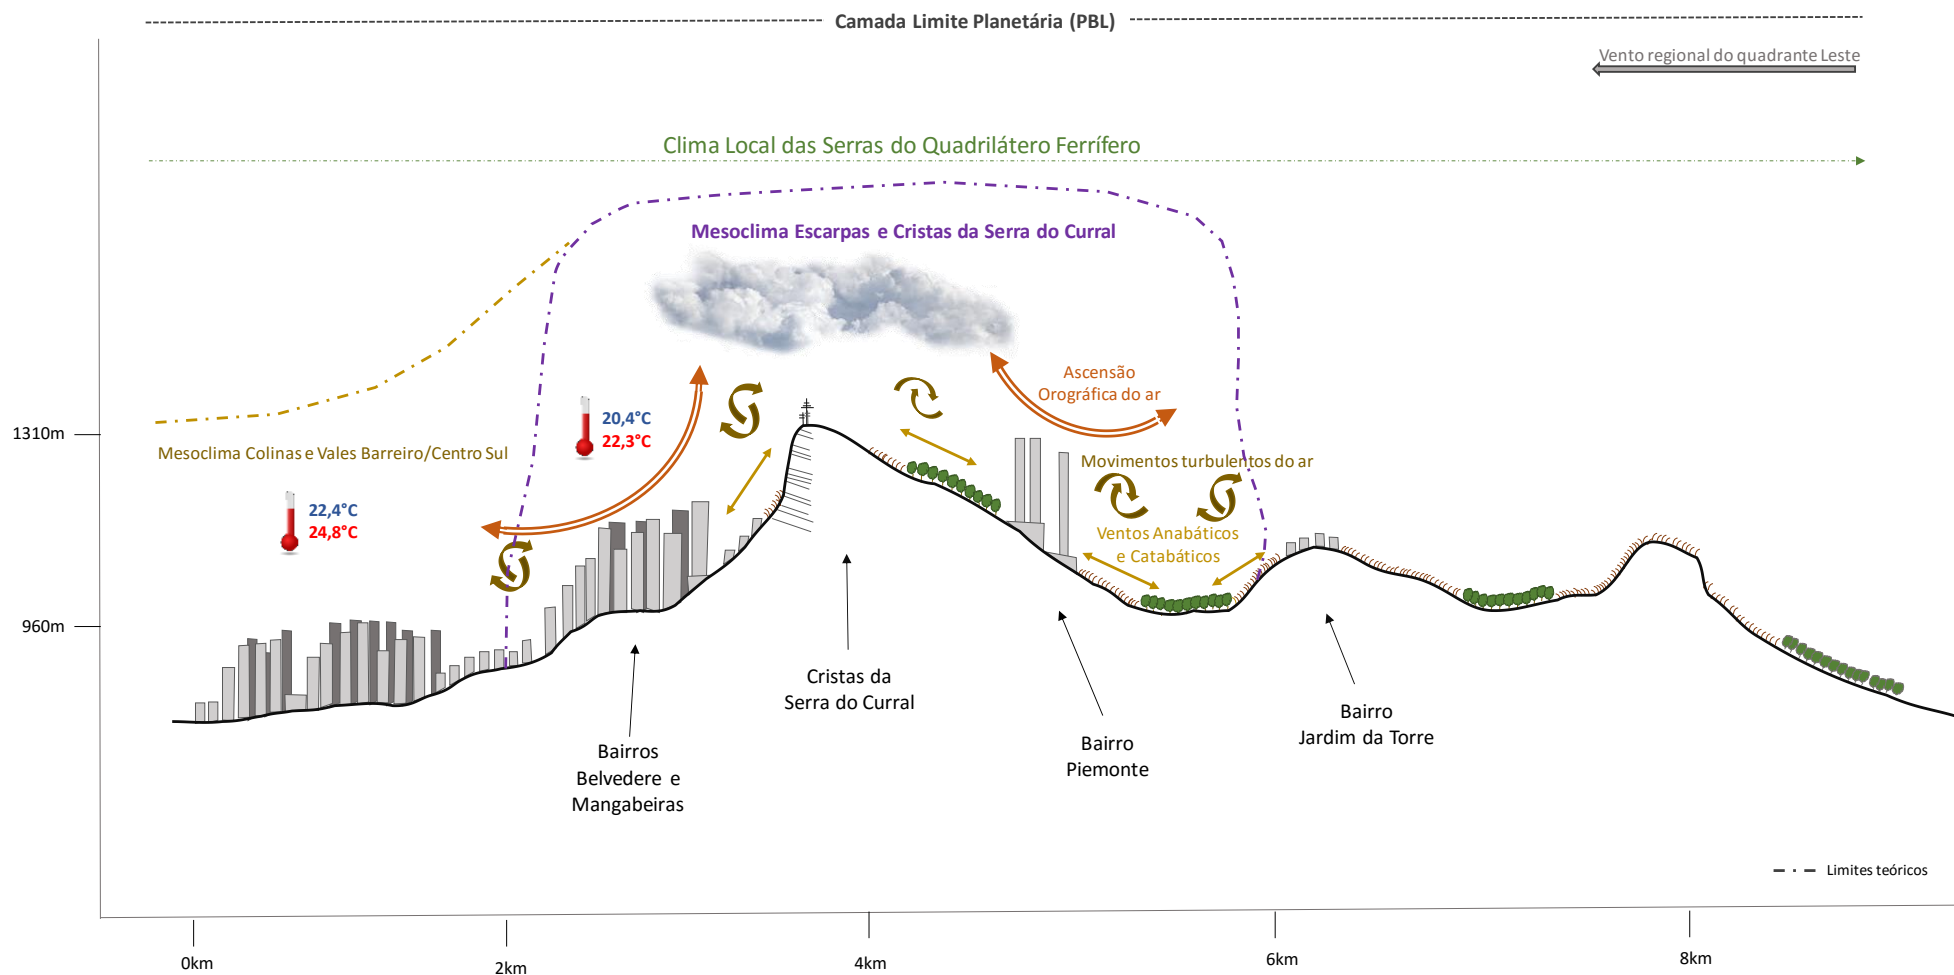 Camada Limite Planetária (PBL)
Vento regional do quadrante Leste
Clima Local das Serras do Quadrilátero Ferrífero
Mesoclima Escarpas e Cristas da Serra do Curral
Ascensão
Orográfica do ar
20,4°C
22,3°C
1310m
Mesoclima Colinas e Vales Barreiro/Centro Sul
Movimentos turbulentos do ar
22,4°C
24,8°C
Ventos Anabáticos
e Catabáticos
960m
Cristas da
Serra do Curral
Bairro
Jardim da Torre
Bairro
Piemonte
Bairros
Belvedere e
Mangabeiras
Limites teóricos
0km
2km
4km
6km
8km